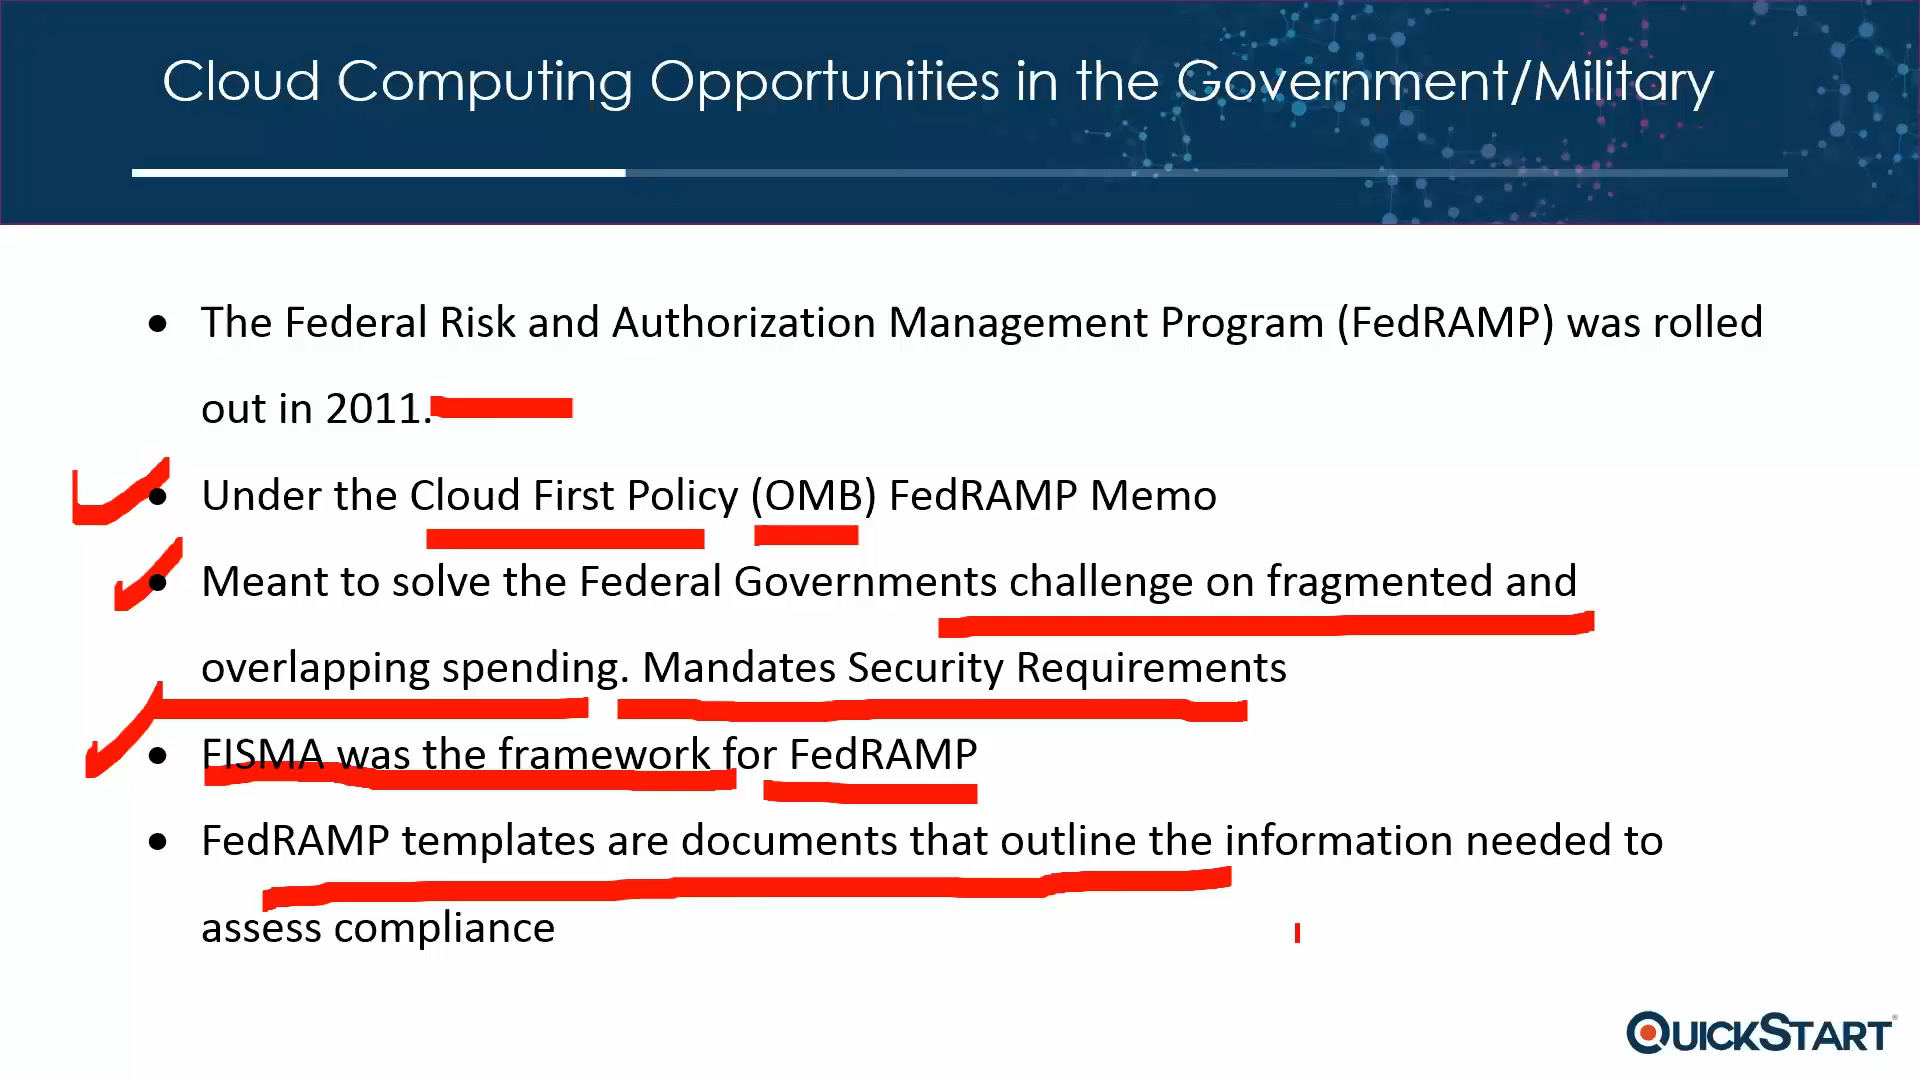 Cloud Computing Opportunities in the Government/Military
• The Federal Risk and Authorization Management Program (FedRAMP) was rolled
out in 2011.
• Under the Cloud First Policy (OMB) FedRAMP Memo
• Meant to solve the Federal Governments challenge on fragmented and
overlapping spending. Mandates Security Requirements
• FISMA was the framework for FedRAMP
• FedRAMP templates are documents that outline the information needed to
assess compliance
QUICKSTART®